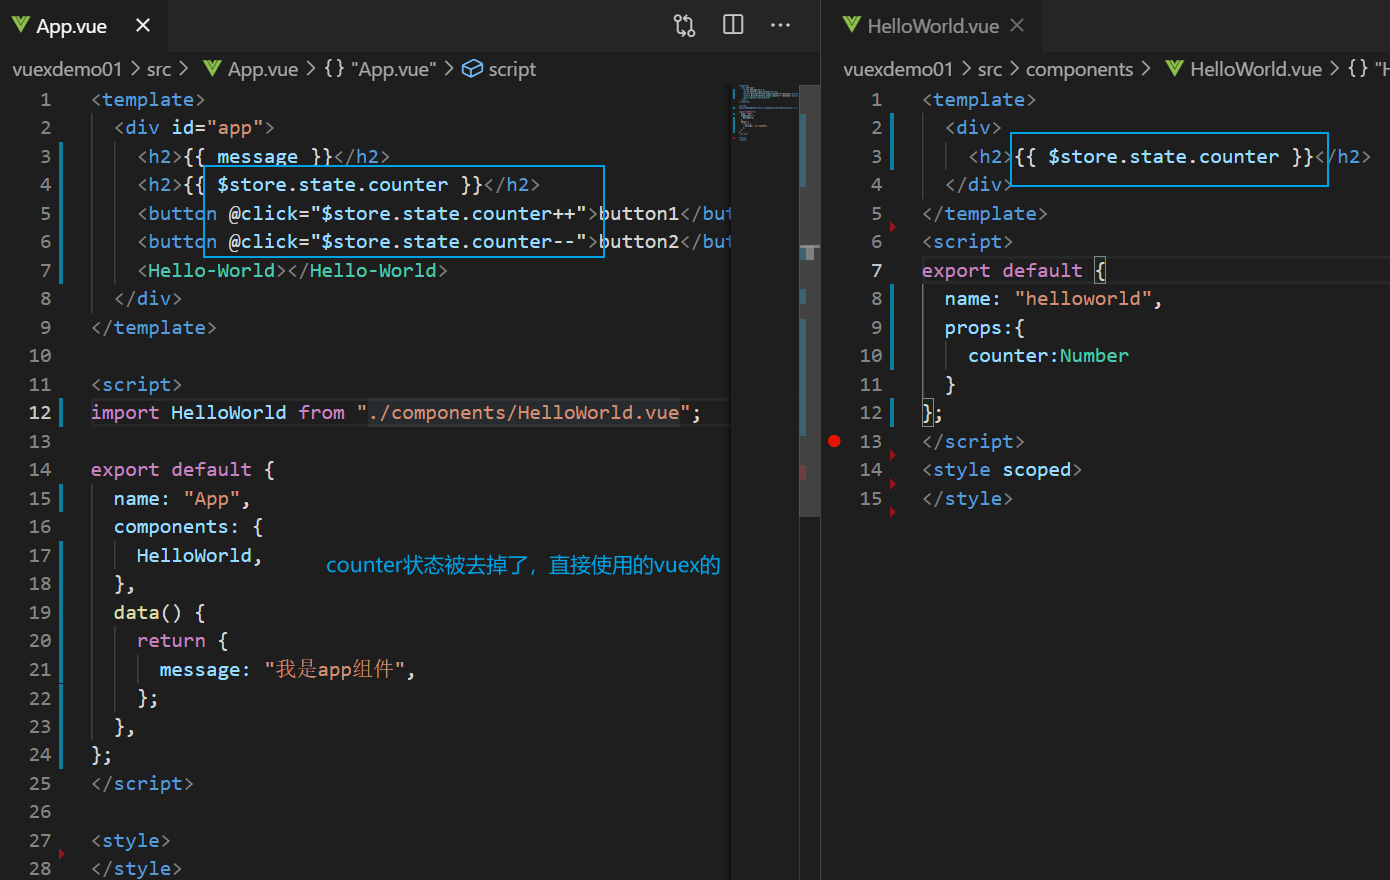 App.vue
vuexdemo01 > src > App.vue > {} "App.vue" > script
1 <template>
2 <div id="app">
3 <h2>{{ message }}</h2>
4 <h2>{{ $store.state.counter }}</h2>
5 <button @click="$store.state.counter++">button1</but
6 <button @click="$store.state.counter--">button2</but
7 <Hello-World></Hello-World>
8 </div>
9 </template>
10
11 <script>
12 import HelloWorld from "./components/HelloWorld.vue";
13
14 export default {
15 name: "App",
16 components: {
17 HelloWorld,
counter状态被去掉了，直接使用的vuex的
18 },
19 data() {
20 return {
21 message: "我是app组件",
22 };
23 },
24 };
25 </script>
26
27 <style>
28 </style>
HelloWorld.vue
vuexdemo01 > src > components > HelloWorld.vue > {} "H
1 <template>
2 <div>
3 <h2>{{ $store.state.counter }}</h2>
4 </div>
5 </template>
6 <script>
7 export default {
8 name: "helloworld",
9 props:{
10 counter:Number
11 }
12 };
13 </script>
14 <style scoped>
15 </style>